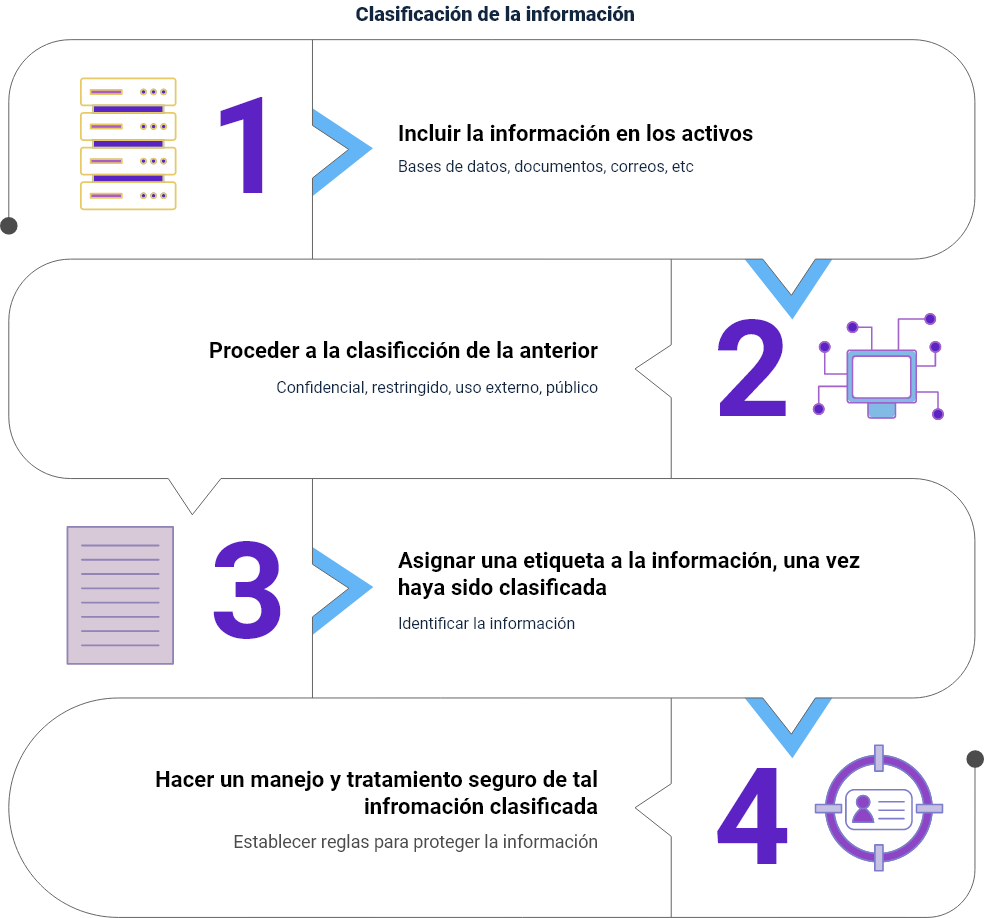 Clasificación de la información
1
Incluir la información en los activos
Bases de datos, documentos, correos, etc
Proceder a la clasificción de la anterior
Confidencial, restringido, uso externo, público
2
3
Asignar una etiqueta a la información, una vez
haya sido clasificada
Identificar la información
Hacer un manejo y tratamiento seguro de tal
infromación clasificada
Establecer reglas para proteger la información
4